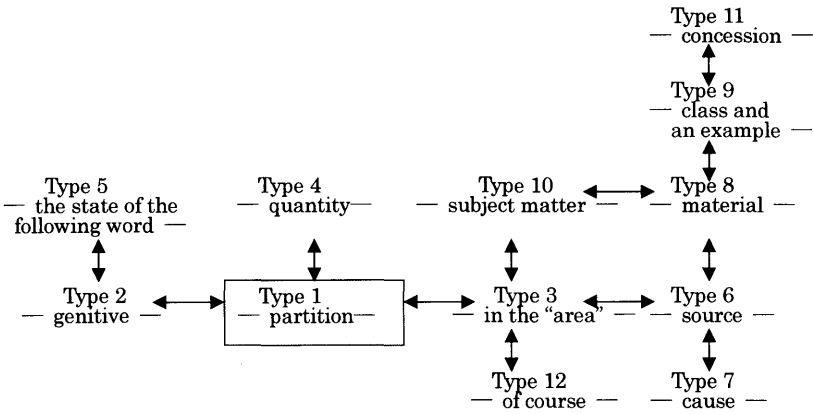 Type 11
— concession —
Type 9
— class and
an example —
Type 5
— the state of the
following word —
Type 4
— quantity—
Type 10
— subject matter —
Type 8
— material —
Type 2
— genitive —
Type 1
— partition—
Type 3
— in the “area” —
Type 6
— source —
Type 12
— of course —
Type 7
— cause —